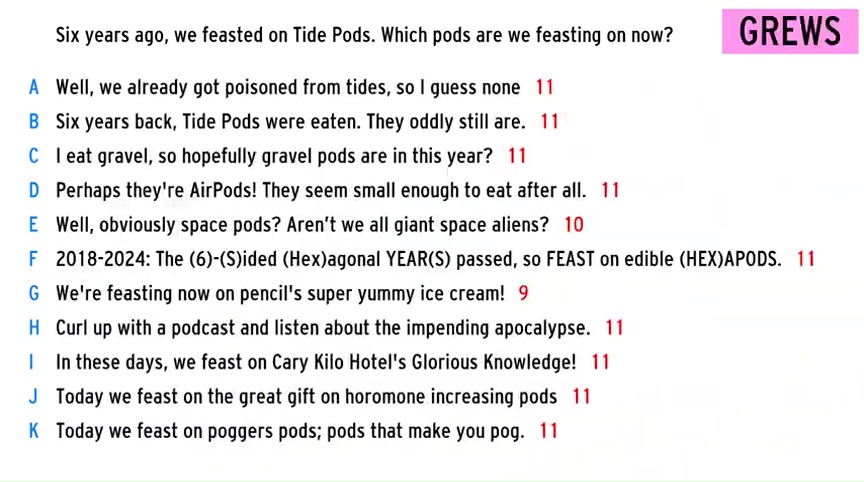 Six years ago, we feasted on Tide Pods. Which pods are we feasting on now?
GREWS
A Well, we already got poisoned from tides, so I guess none 11
B Six years back, Tide Pods were eaten. They oddly still are. 11
C I eat gravel, so hopefully gravel pods are in this year? 11
D Perhaps they're AirPods! They seem small enough to eat after all. 11
E Well, obviously space pods? Aren't we all giant space aliens? 10
F 2018-2024: The (6)-(S)ided (Hex)agonal YEAR(S) passed, so FEAST on edible (HEX)APODS. 11
G We're feasting now on pencil's super yummy ice cream! 9
H Curl up with a podcast and listen about the impending apocalypse. 11
I In these days, we feast on Cary Kilo Hotel's Glorious Knowledge! 11
J Today we feast on the great gift on horomone increasing pods 11
K Today we feast on poggers pods; pods that make you pog. 11